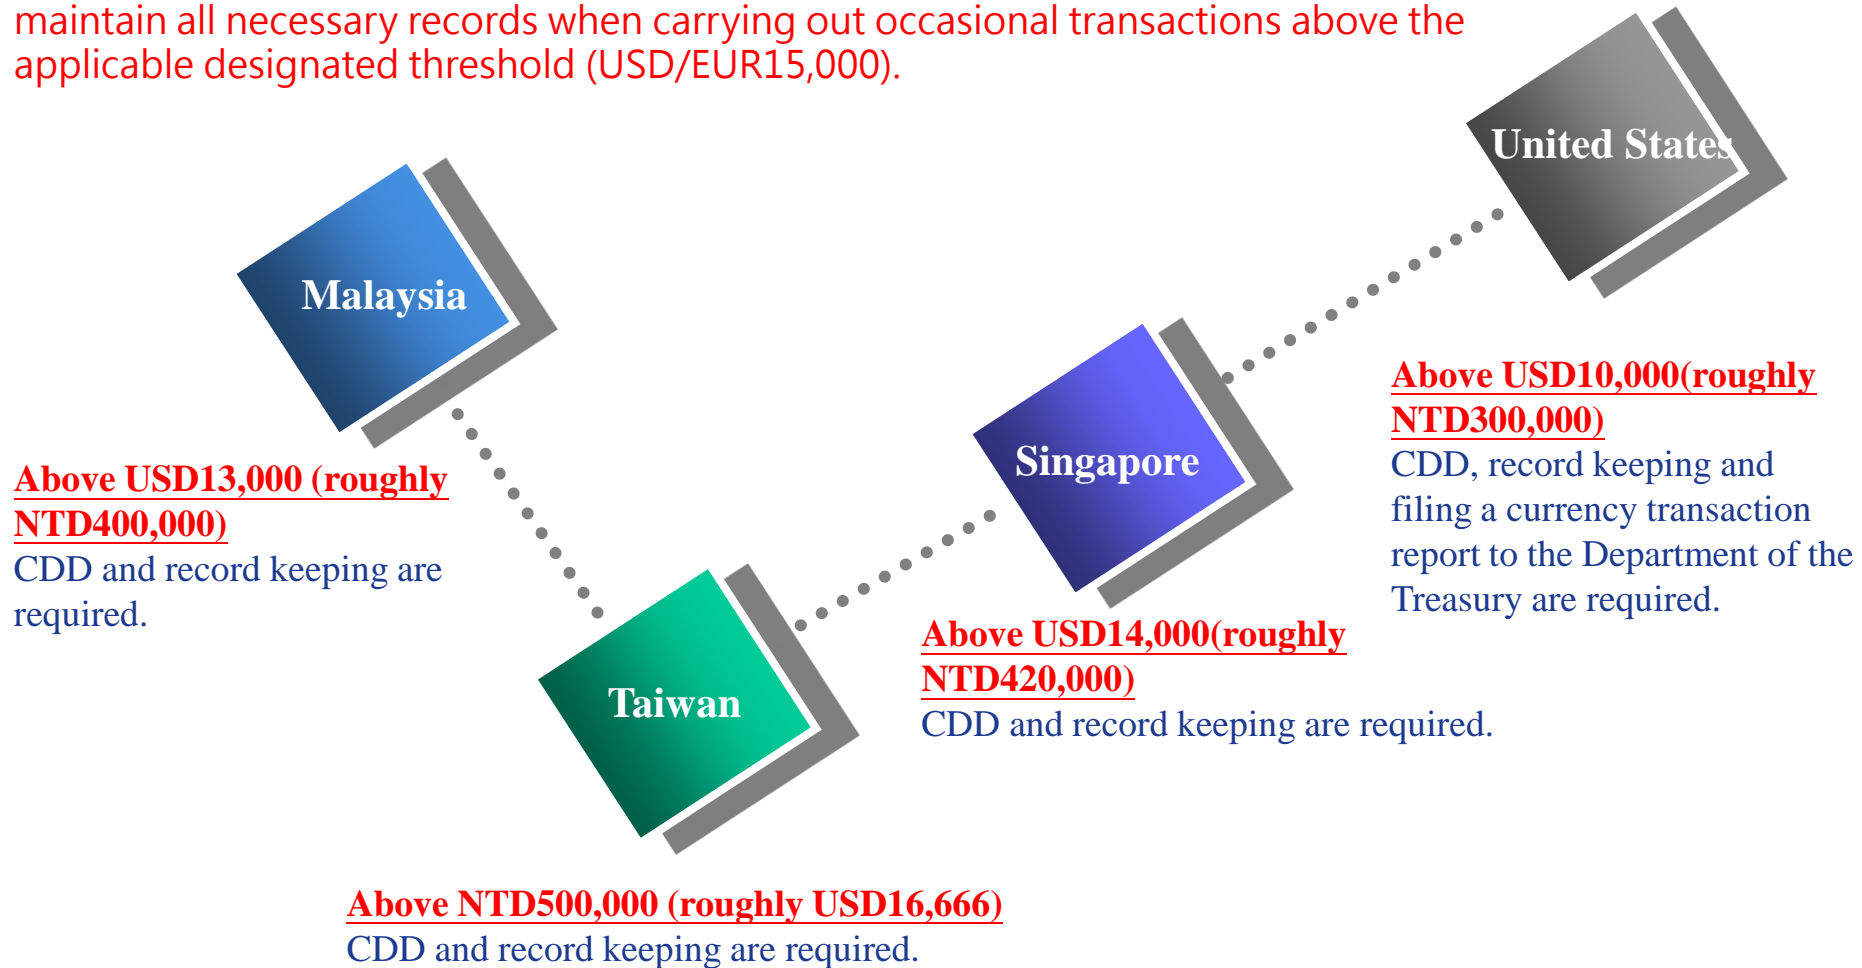 maintain all necessary records when carrying out occasional transactions above the
applicable designated threshold (USD/EUR15,000).
United States
Malaysia
Above USD10,000(roughly
NTD300,000)
CDD, record keeping and
filing a currency transaction
report to the Department of the
Treasury are required.
Singapore
Above USD13,000 (roughly
NTD400,000)
CDD and record keeping are
required.
Above USD14,000(roughly
NTD420,000)
CDD and record keeping are required.
Taiwan
Above NTD500,000 (roughly USD16,666)
CDD and record keeping are required.